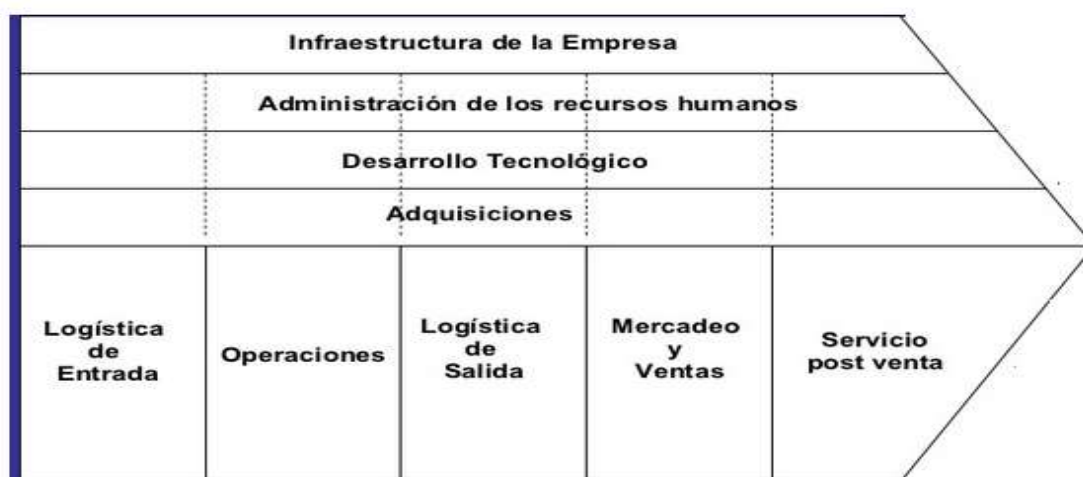 Infraestructura de la Empresa
Administración de los recursos humanos
Desarrollo Tecnológico
Adquisiciones
Logística
de
Entrada
Operaciones
Logística
de
Salida
Mercadeo
y
Ventas
Servicio
post venta